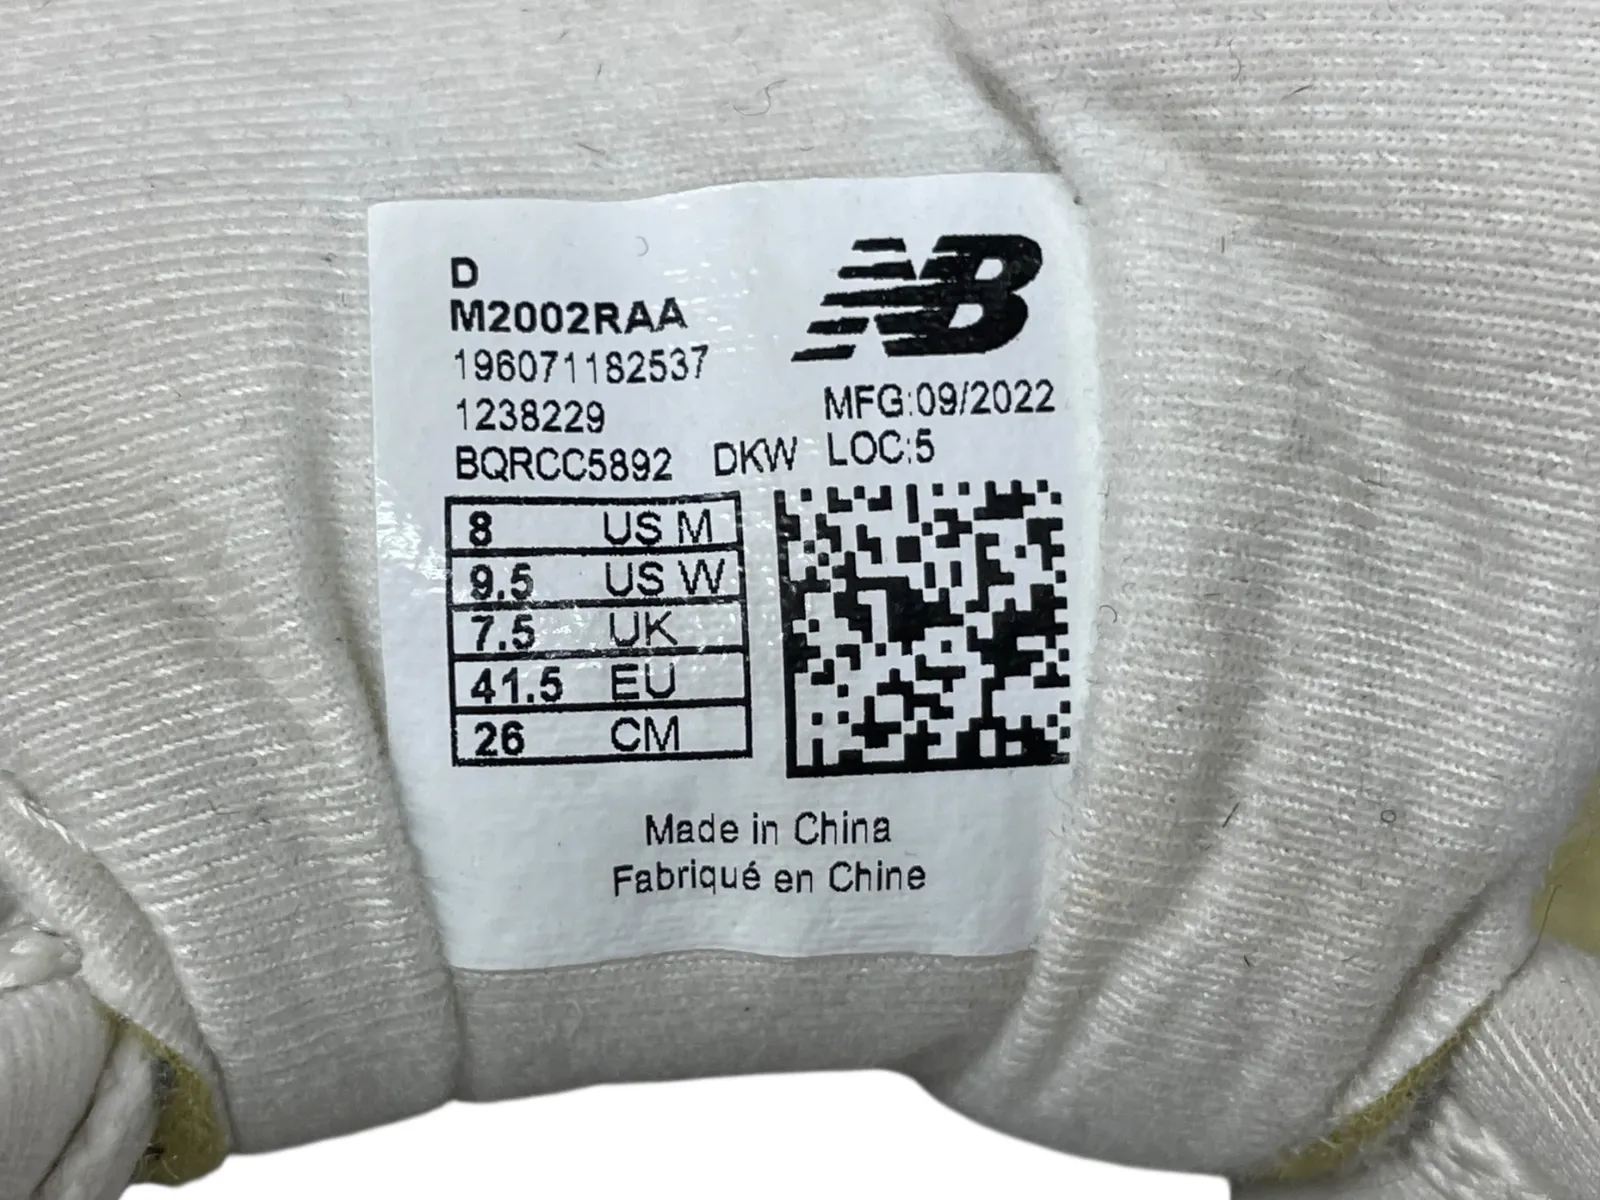 D
M2002RAA
196071182537
1238229
BQRCC5892 DKW
NB
MFG:09/2022
LOC:5
8 US M
9.5 US W
7.5 UK
41.5 EU
26 CM
Made in China
Fabriqué en Chine